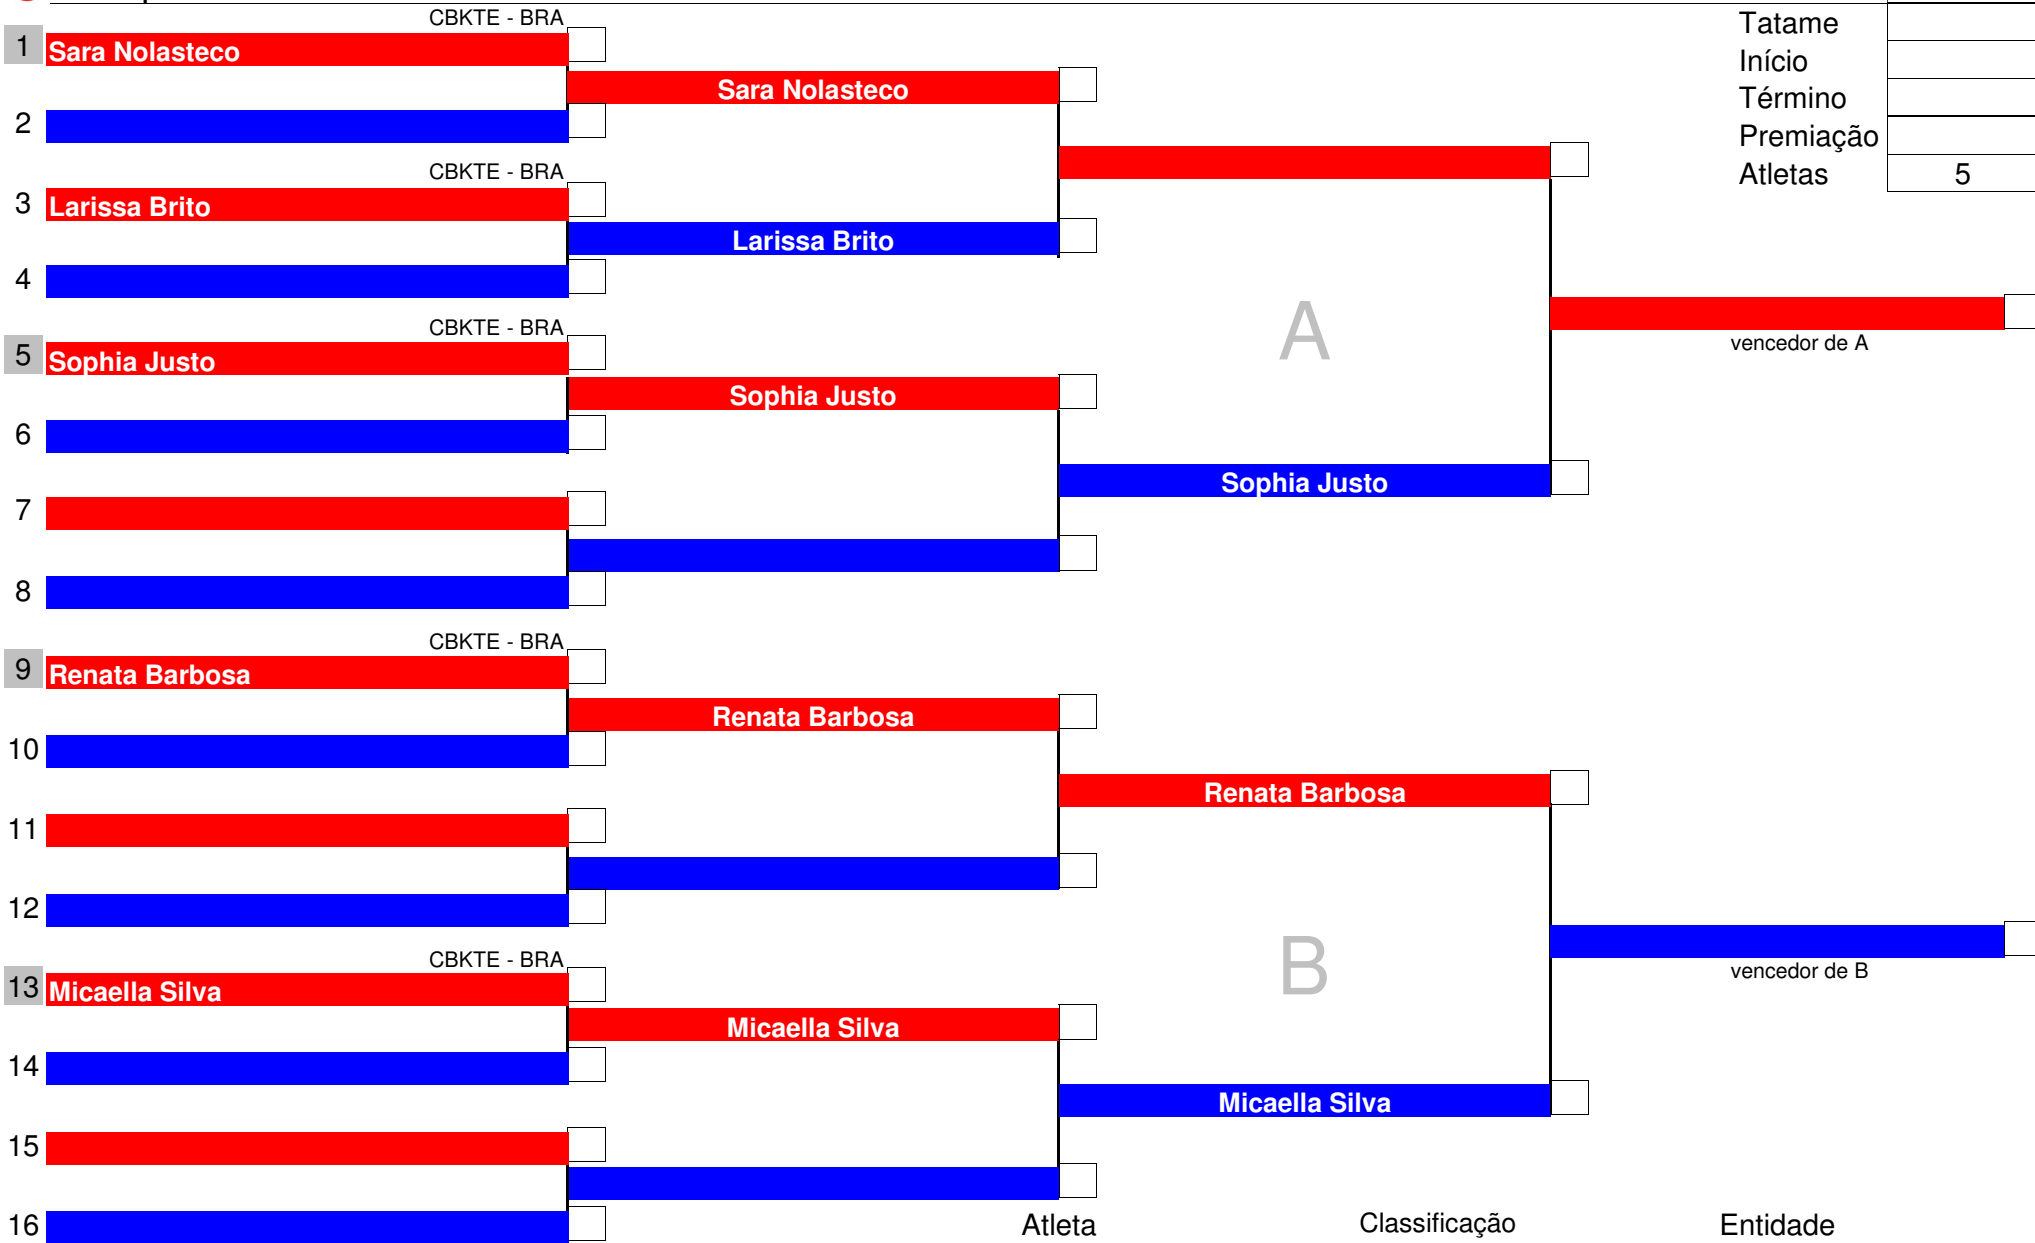 CBKTE - BRA
Tatame
1 Sara Nolasteco
Início
Sara Nolasteco
Término
2
Premiação
CBKTE - BRA
Atletas 5
3 Larissa Brito
Larissa Brito
4
CBKTE - BRA
A
vencedor de A
5 Sophia Justo
Sophia Justo
6
Sophia Justo
7
8
CBKTE - BRA
9 Renata Barbosa
Renata Barbosa
10
Renata Barbosa
11
12
CBKTE - BRA
B
vencedor de B
13 Micaella Silva
Micaella Silva
14
Micaella Silva
15
16
Atleta Classificação Entidade